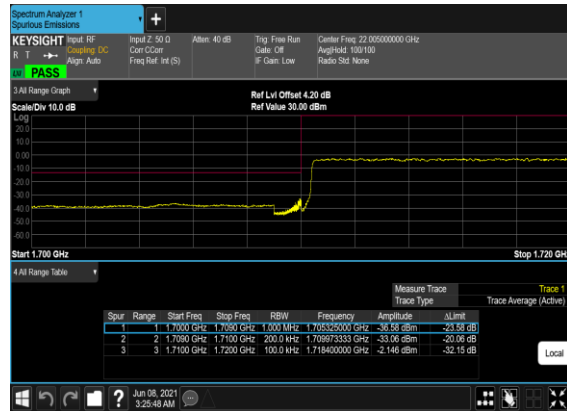 Spectrum Analyzer 1
Spurious Emissions
+
KEYSIGHT Input: RF Input Z: 50 Ω Atten: 40 dB Trig: Free Run Center Freq: 22.005000000 GHz
R T Coupling: DC Corr CCorr Gate: Off Avg|Hold: 100/100
Align: Auto Freq Ref: Int (S) IF Gain: Low Radio Std: None
PASS
3 All Range Graph Ref Lvl Offset 4.20 dB
Scale/Div 10.0 dB Ref Value 30.00 dBm
Log
20.0
10.0
0.00
-10.0
-20.0
-30.0
-40.0
-50.0
-60.0
Start 1.700 GHz Stop 1.720 GH
4 All Range Table
Measure Trace Trace 1
Trace Type Trace Average (Active)
Spur Range Start Freq Stop Freq RBW Frequency Amplitude ΔLimit
1 1 1.7000 GHz 1.7090 GHz 1.000 MHz 1.705325000 GHz -36.58 dBm -23.58 dB
2 2 1.7090 GHz 1.7100 GHz 200.0 kHz 1.709973333 GHz -33.06 dBm -20.06 dB
3 3 1.7100 GHz 1.7200 GHz 100.0 kHz 1.718400000 GHz -2.146 dBm -32.15 dB
Local
? Jun 08, 2021
3:25:48 AM